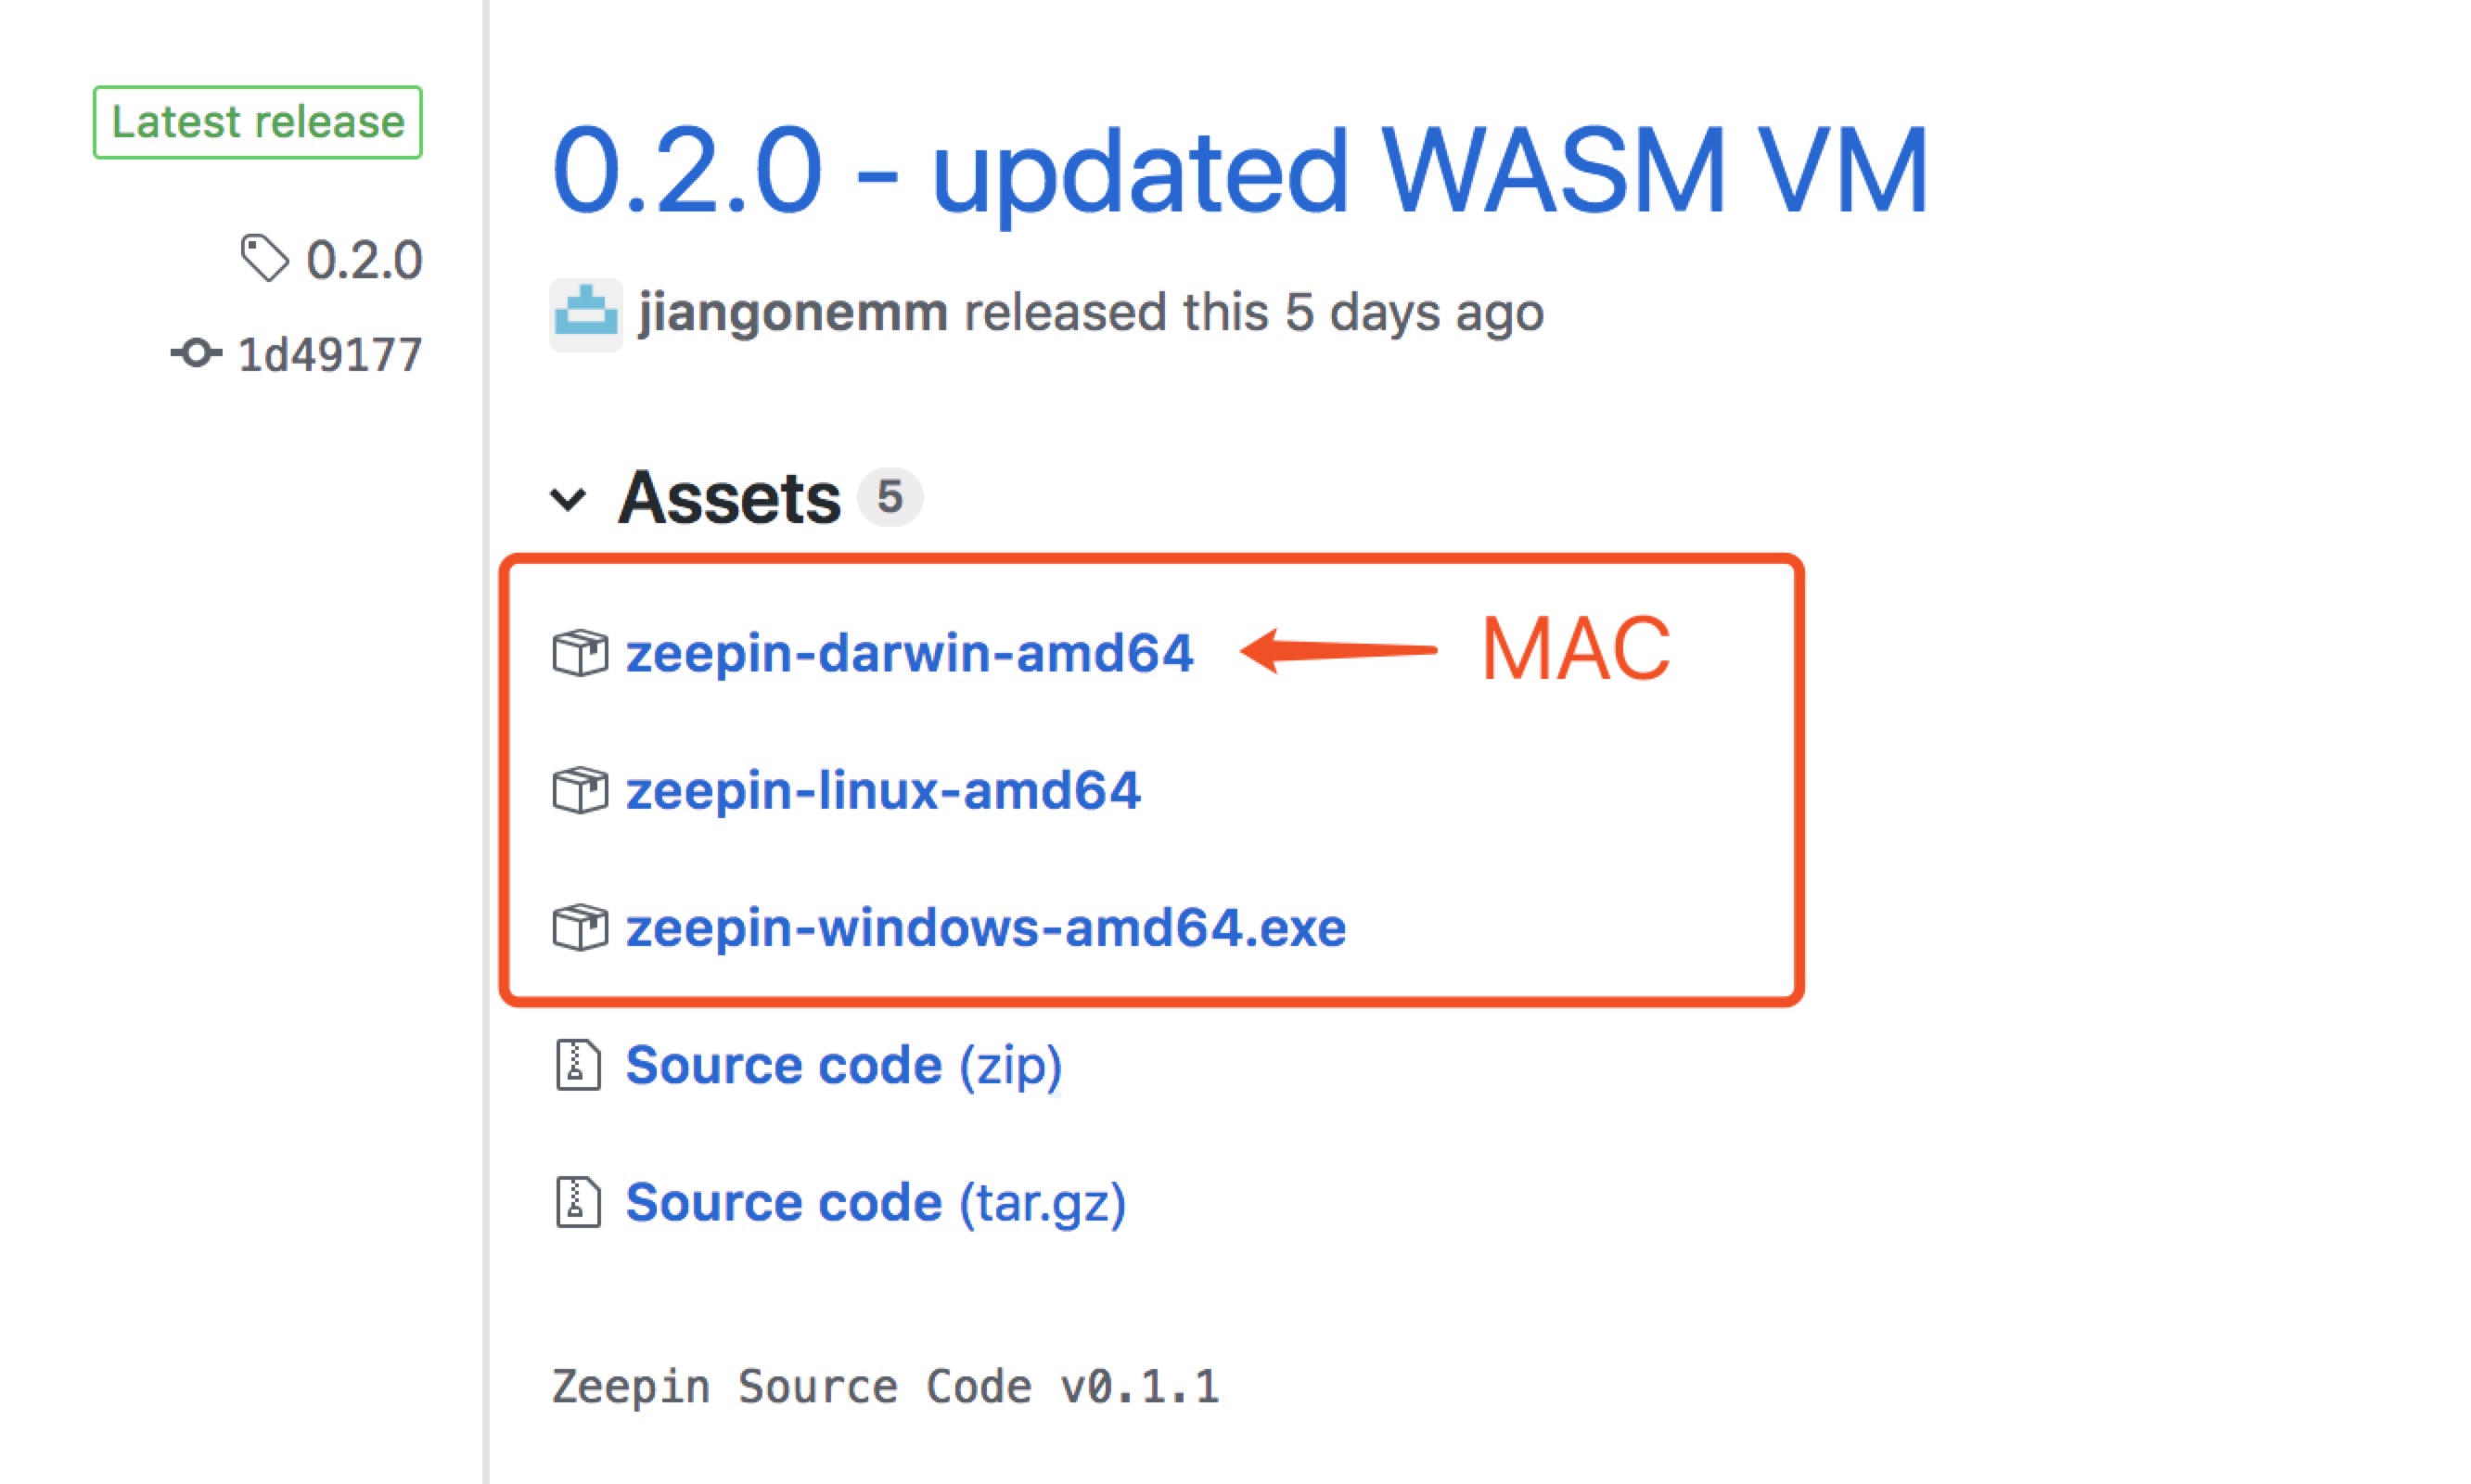 Latest release
0.2.0
1d49177
0.2.0 - updated WASM VM
jiangonemm released this 5 days ago
Assets 5
zeepin-darwin-amd64 MAC
zeepin-linux-amd64
zeepin-windows-amd64.exe
Source code (zip)
Source code (tar.gz)
Zeepin Source Code v0.1.1